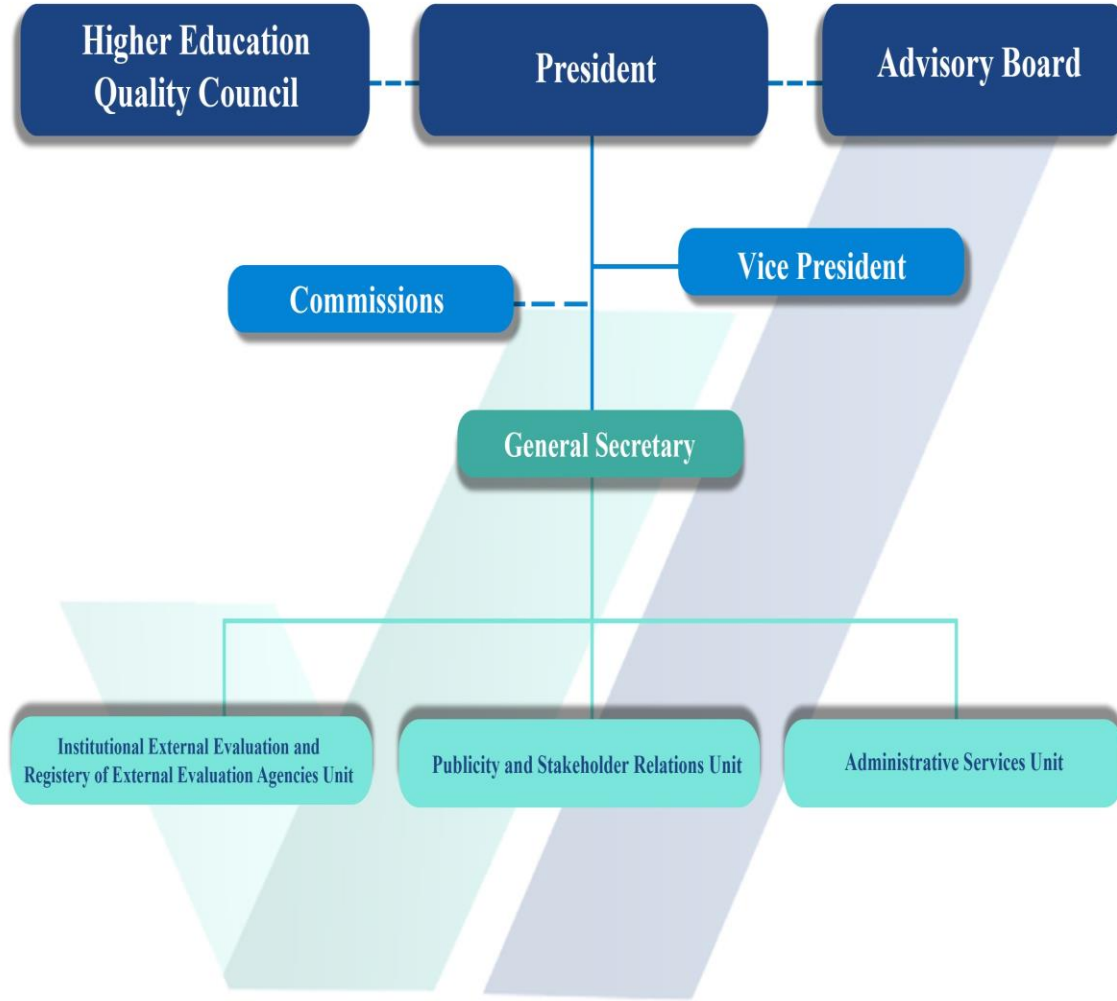 Higher Education
Quality Council
President
Advisory Board
Vice President
Commissions
General Secretary
Institutional External Evaluation and
Registery of External Evaluation Agencies Unit
Publicity and Stakeholder Relations Unit
Administrative Services Unit